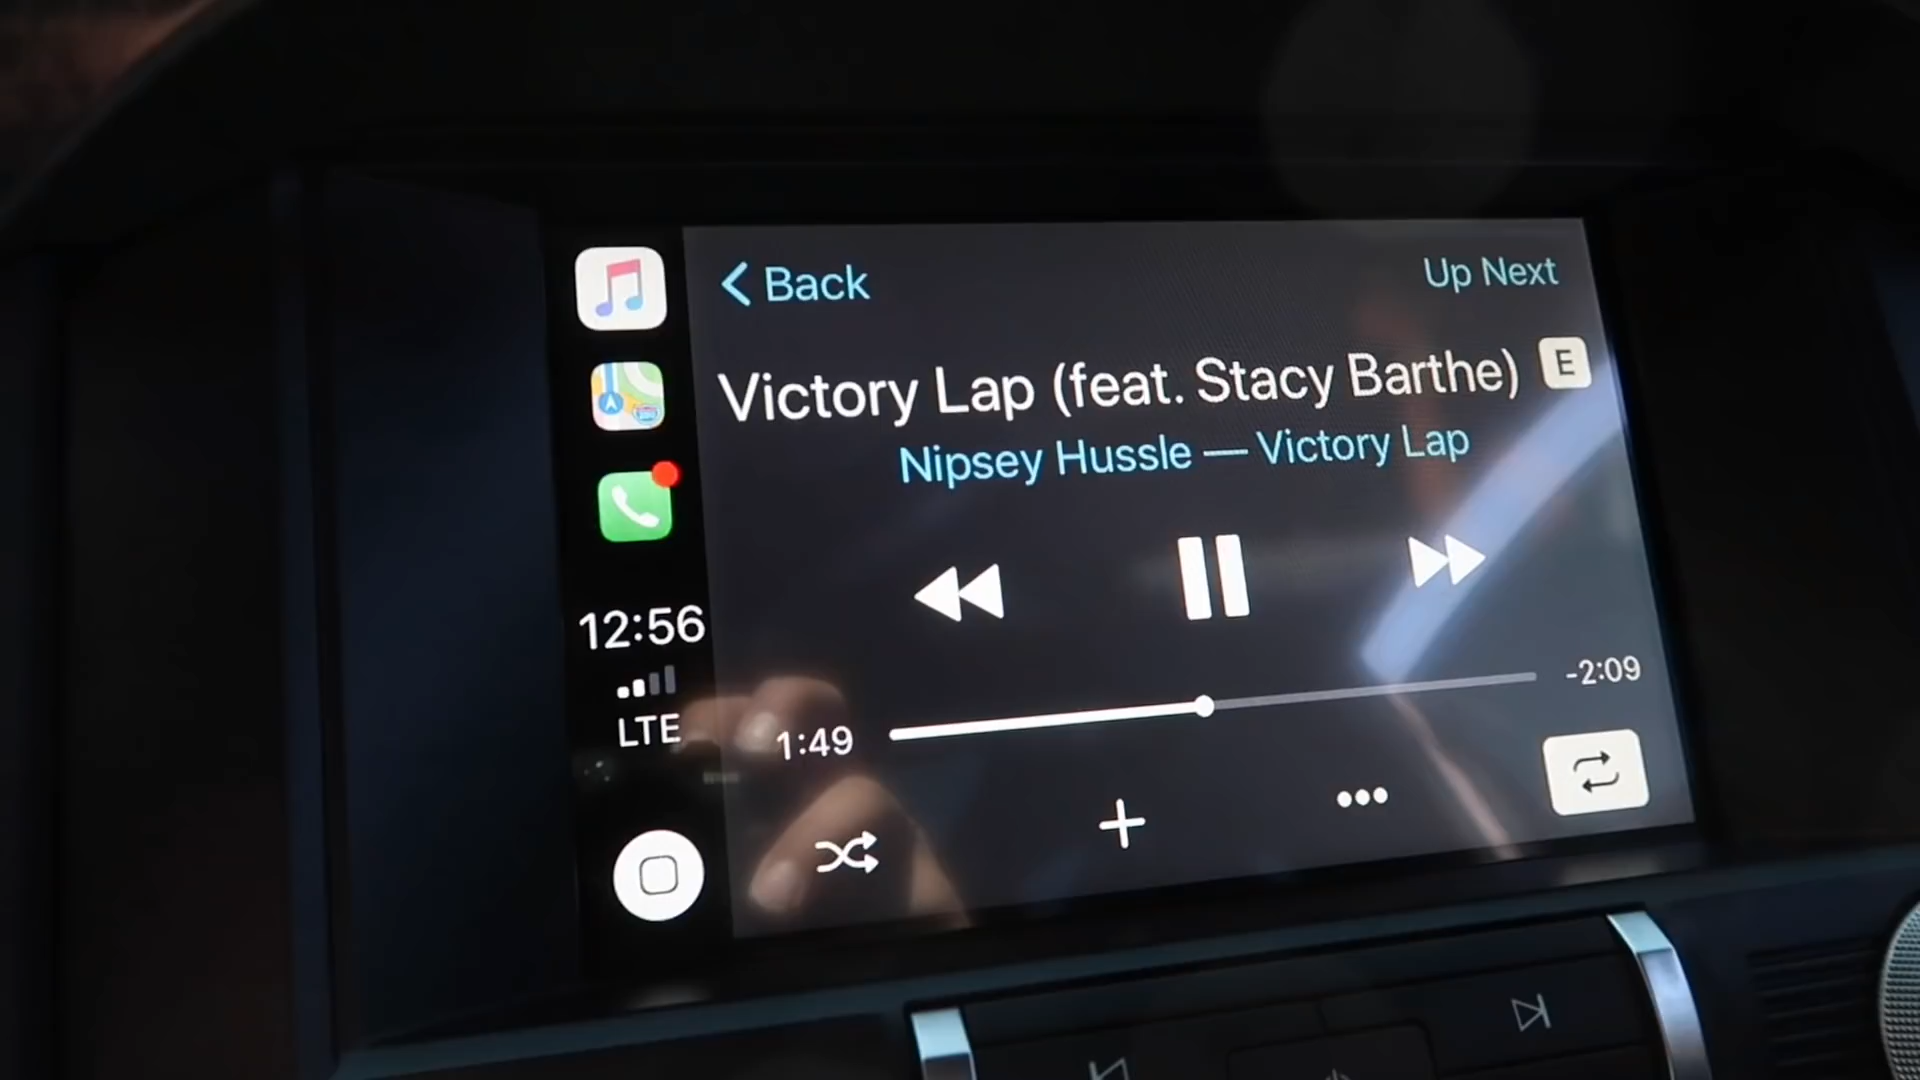 Back
Up Next
Victory Lap (feat. Stacy Barthe) E
Nipsey Hussle — Victory Lap
12:56
LTE
1:49
-2:09